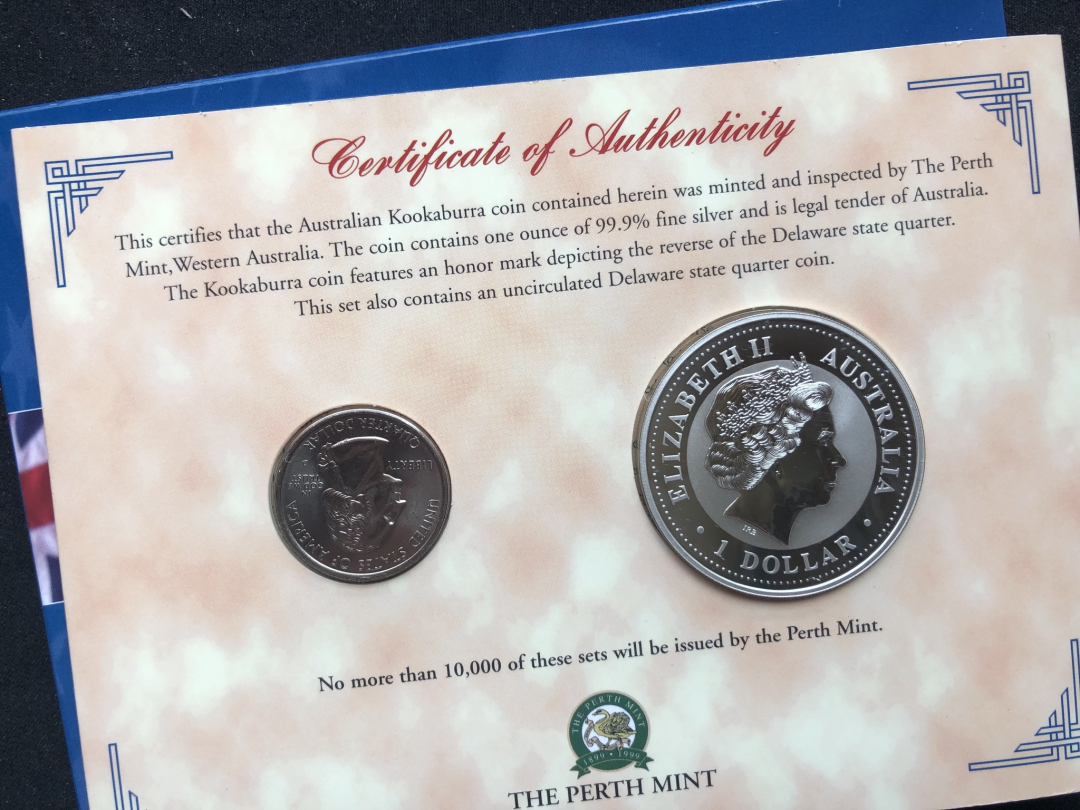 Certificate of Authenticity
This certifies that the Australian Kookaburra coin contained herein was minted and inspected by The Perth
Mint, Western Australia. The coin contains one ounce of 99.9% fine silver and is legal tender of Australia.
The Kookaburra coin features an honor mark depicting the reverse of the Delaware state quarter.
This set also contains an uncirculated Delaware state quarter coin.
UNITED STATES OF AMERICA
LIBERTY
IN
GOD WE
TRUST
QUARTER DOLLAR
ELIZABETH II AUSTRALIA
IRB
1 DOLLAR
No more than 10,000 of these sets will be issued by the Perth Mint.
THE PERTH MINT
1899 • 1999
THE PERTH MINT